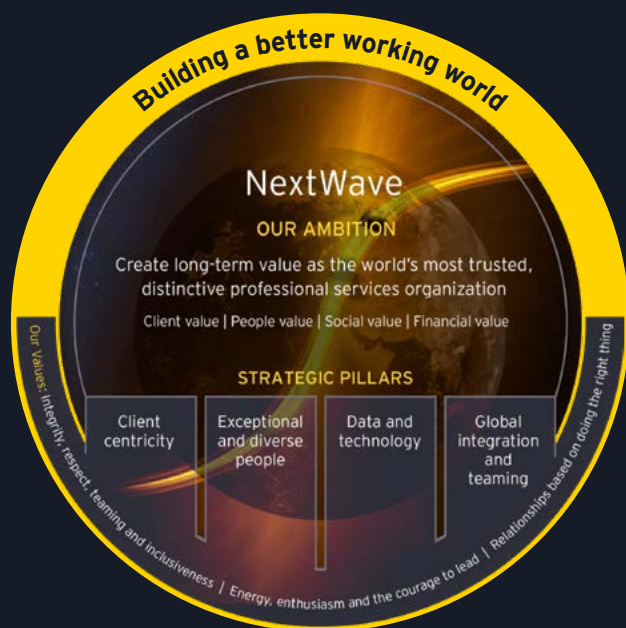 Building a better working world
NextWave
OUR AMBITION
Create long-term value as the world's most trusted,
distinctive professional services organization
Client value | People value | Social value | Financial value
STRATEGIC PILLARS
Client
centricity
Exceptional
and diverse
people
Data and
technology
Global
integration
and
teaming
Our Values: Integrity, respect, teaming and inclusiveness | Energy, enthusiasm and the courage to lead | Relationships based on doing the right thing